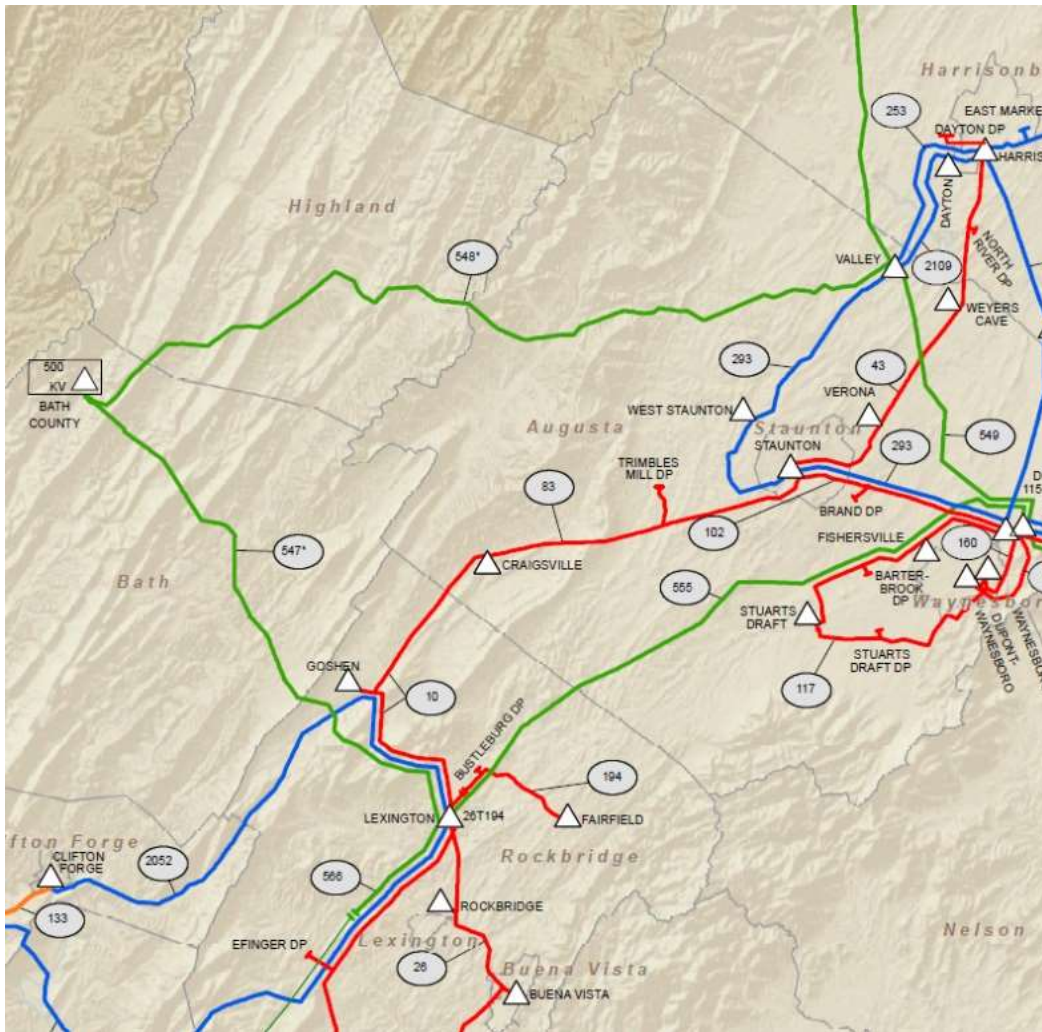 Harrisonb
253
EAST MARKE
DAYTON DP
HARRIS
DAYTON
Highland
NORTH
RIVER DP
548*
VALLEY
2109
WEYERS
CAVE
293
43
500
KV
BATH
COUNTY
VERONA
WEST STAUNTON
Augusta
Staunton
STAUNTON
293
549
TRIMBLES
MILL DP
83
D
115
BRAND DP
102
FISHERSVILLE
160
547*
CRAIGSVILLE
555
BARTER-
BROOK
DP
Bath
Waynesboro
STUARTS
DRAFT
STUARTS
DRAFT DP
DUPONT-
WAYNESBORO
WAYNESBO
GOSHEN
10
117
BUSTLEBURG DP
194
LEXINGTON
26T194
FAIRFIELD
ifton Forge
CLIFTON
FORGE
2052
Rockbridge
566
133
ROCKBRIDGE
EFINGER DP
Lexington
Nelson
26
Buena Vista
BUENA VISTA